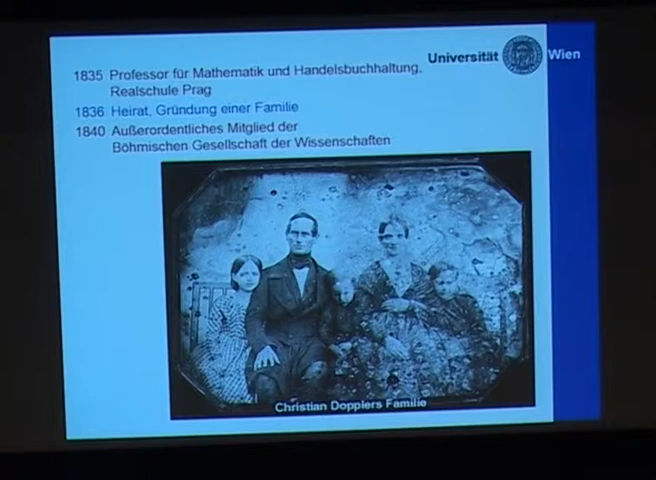 Universität Wien
1835 Professor für Mathematik und Handelsbuchhaltung,
Realschule Prag
1836 Heirat, Gründung einer Familie
1840 Außerordentliches Mitglied der
Böhmischen Gesellschaft der Wissenschaften
Christian Dopplers Familie